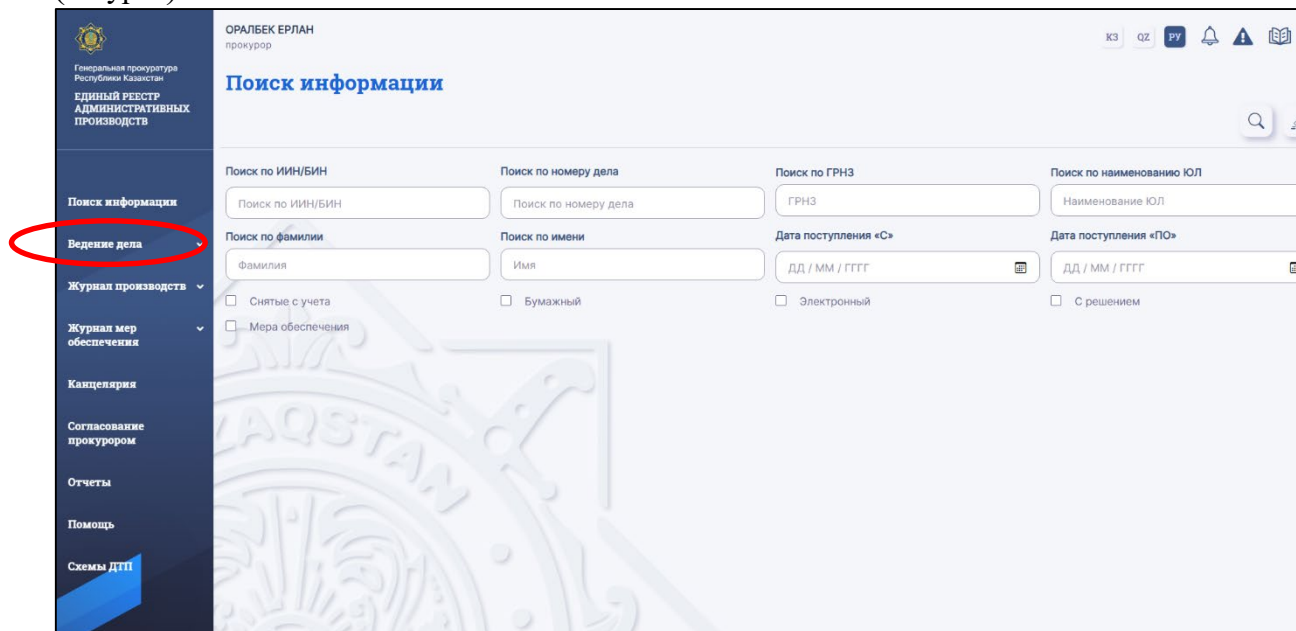 ОРАЛБЕК ЕРЛАН
прокурор
КЗ QZ РУ
Генеральная прокуратура
Республики Казахстан
ЕДИНЫЙ РЕЕСТР
АДМИНИСТРАТИВНЫХ
ПРОИЗВОДСТВ
Поиск информации
Поиск информации
Ведение дела
Журнал производств
Журнал мер
обеспечения
Канцелярия
Согласование
прокурором
Отчеты
Помощь
Схемы ДТП
Поиск по ИИН/БИН
Поиск по номеру дела
Поиск по ГРНЗ
Поиск по наименованию ЮЛ
Поиск по ИИН/БИН
Поиск по номеру дела
ГРНЗ
Наименование ЮЛ
Поиск по фамилии
Поиск по имени
Дата поступления «С»
Дата поступления «ПО»
Фамилия
Имя
ДД / ММ / ГГГГ
ДД / ММ / ГГГГ
Снятые с учета
Бумажный
Электронный
С решением
Мера обеспечения
QAZAQSTAN